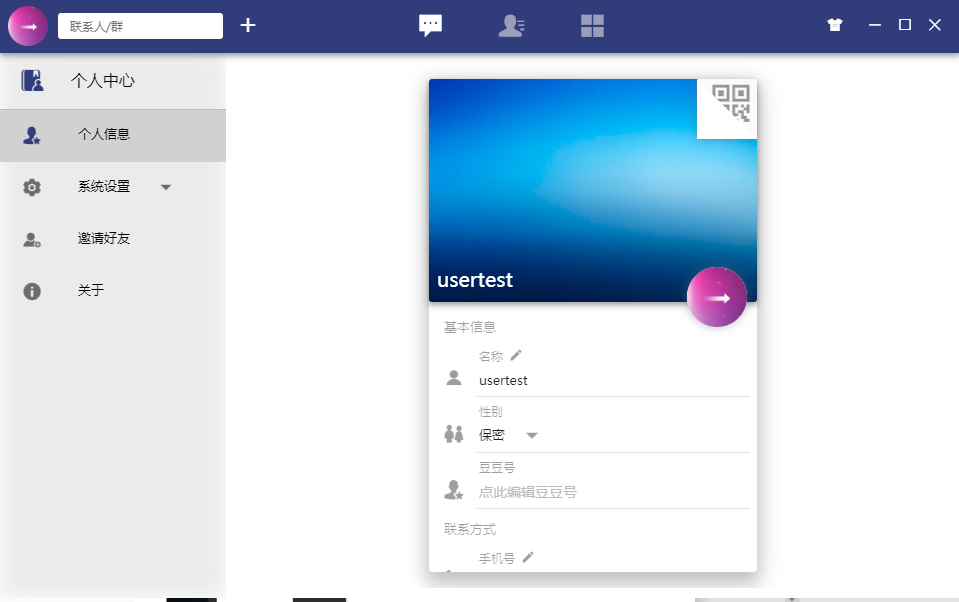 联系人/群
个人中心
个人信息
系统设置
邀请好友
关于
usertest
基本信息
名称
usertest
性别
保密
豆豆号
点此编辑豆豆号
联系方式
手机号